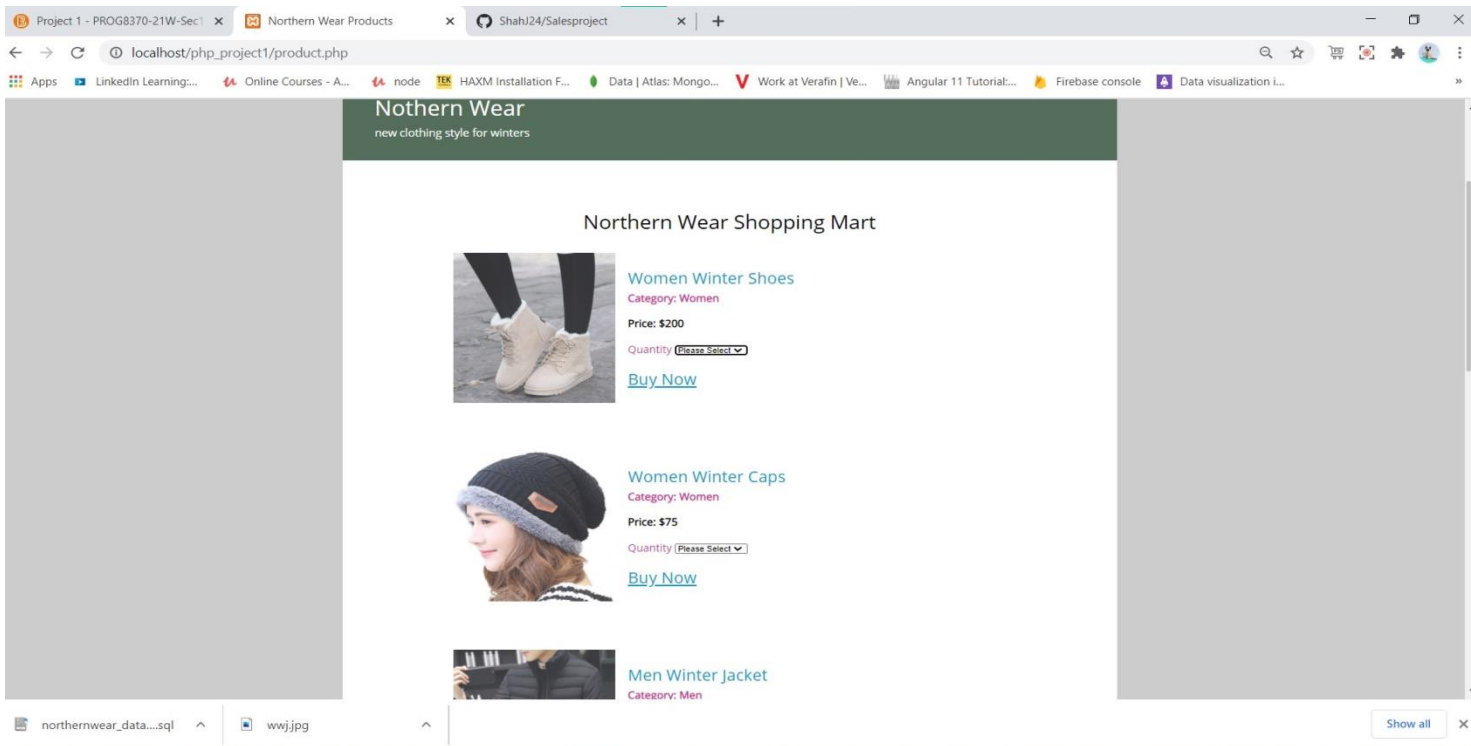 Project 1 - PROG8370-21W-Sec1
Northern Wear Products
ShahJ24/Salesproject
localhost/php_project1/product.php
Apps
LinkedIn Learning:...
Online Courses - A...
node
TEK
HAXM Installation F...
Data | Atlas: Mongo...
Work at Verafin | Ve...
Angular 11 Tutorial:...
Firebase console
Data visualization i...
Nothern Wear
new clothing style for winters
Northern Wear Shopping Mart
Women Winter Shoes
Category: Women
Price: $200
Quantity Please Select
Buy Now
Women Winter Caps
Category: Women
Price: $75
Quantity Please Select
Buy Now
Men Winter Jacket
Category: Men
northernwear_data....sql
wwj.jpg
Show all